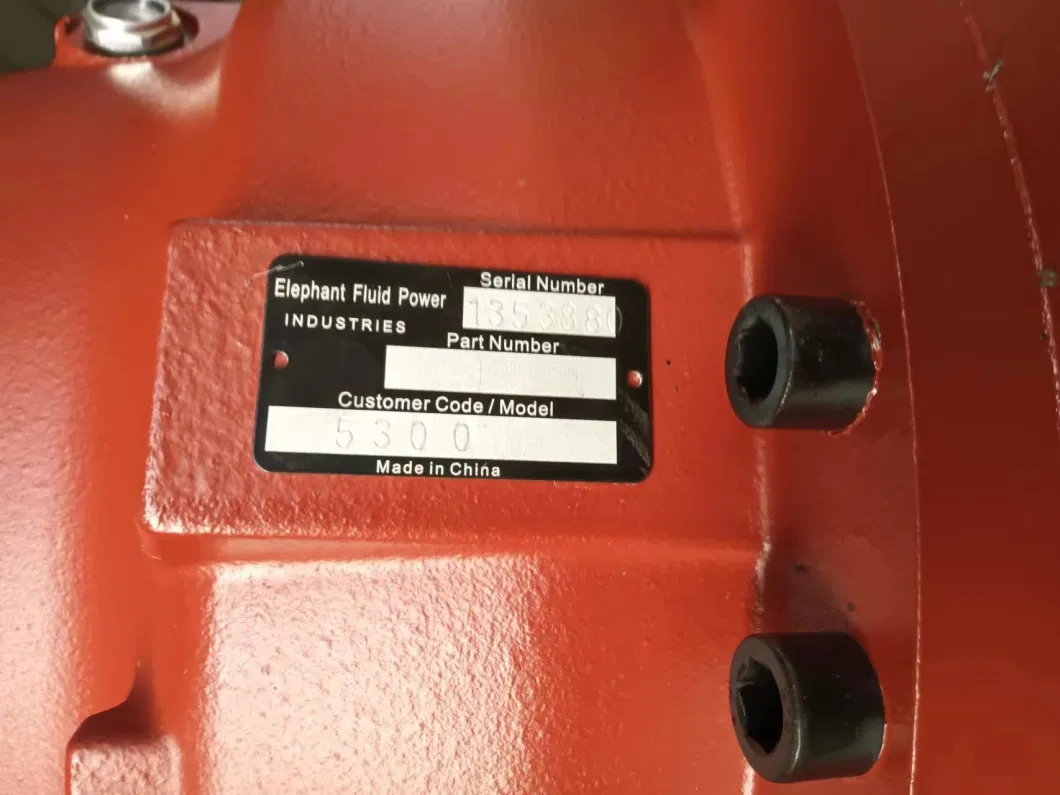 Elephant Fluid Power
INDUSTRIES
Serial Number
1353880
Part Number
Customer Code / Model
5300
Made in China